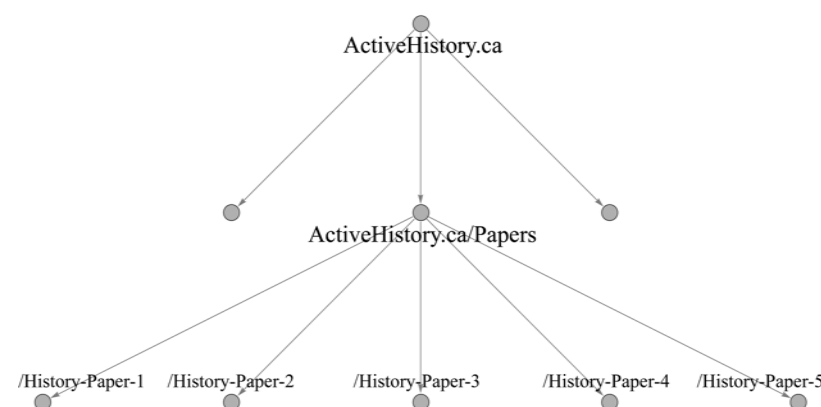 ActiveHistory.ca
ActiveHistory.ca/Papers
/History-Paper-1
/History-Paper-2
/History-Paper-3
/History-Paper-4
/History-Paper-5